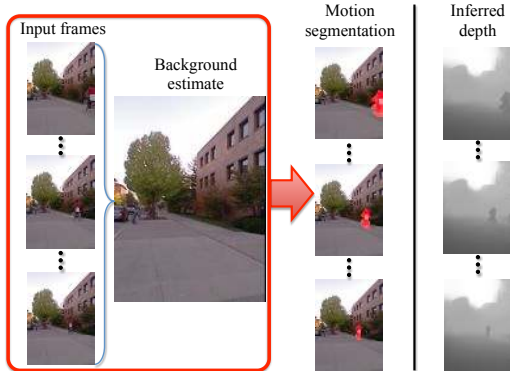 Input frames
Background
estimate
Motion
segmentation
Inferred
depth